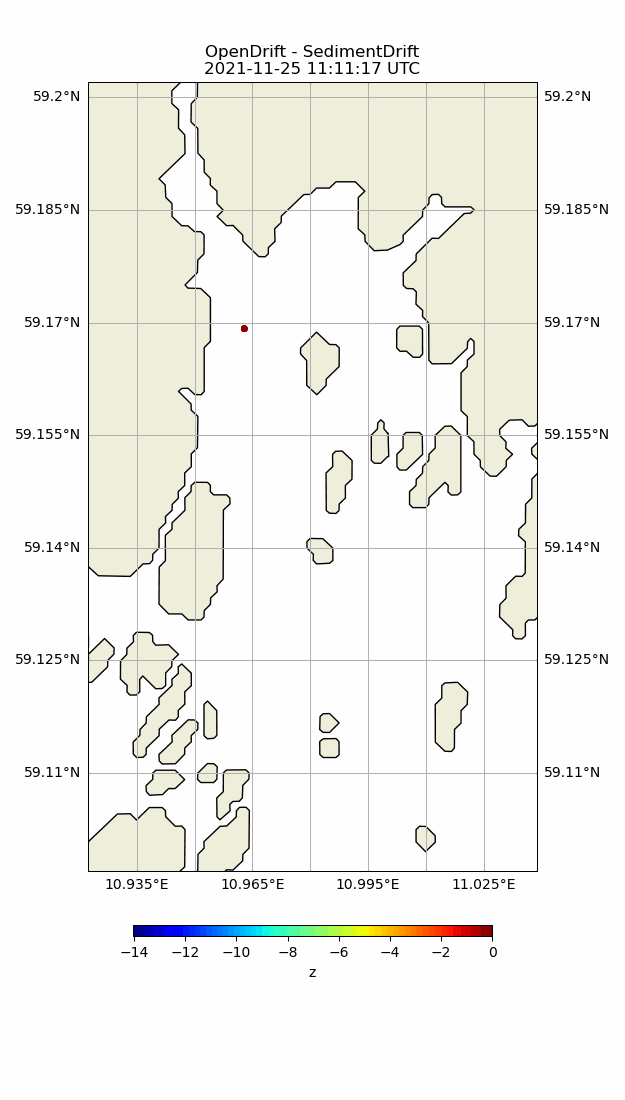 OpenDrift - SedimentDrift
2021-11-25 11:11:17 UTC
59.2°N 59.2°N
59.185°N 59.185°N
59.17°N 59.17°N
59.155°N 59.155°N
59.14°N 59.14°N
59.125°N 59.125°N
59.11°N 59.11°N
10.935°E 10.965°E 10.995°E 11.025°E
−14 −12 −10 −8 −6 −4 −2 0
z